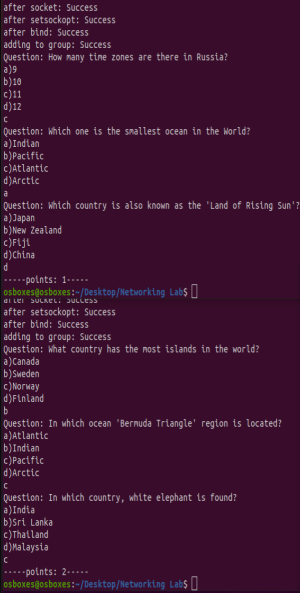 after socket: Success
after setsockopt: Success
after bind: Success
adding to group: Success
Question: How many time zones are there in Russia?
a)9
b)10
c)11
d)12
c
Question: Which one is the smallest ocean in the World?
a)Indian
b)Pacific
c)Atlantic
d)Arctic
a
Question: Which country is also known as the 'Land of Rising Sun'?
a)Japan
b)New Zealand
c)Fiji
d)China
d
-----points: 1-----
osboxes@osboxes:~/Desktop/Networking Lab$
after socket: Success
after setsockopt: Success
after bind: Success
adding to group: Success
Question: What country has the most islands in the world?
a)Canada
b)Sweden
c)Norway
d)Finland
b
Question: In which ocean 'Bermuda Triangle' region is located?
a)Atlantic
b)Indian
c)Pacific
d)Arctic
c
Question: In which country, white elephant is found?
a)India
b)Sri Lanka
c)Thailand
d)Malaysia
c
-----points: 2-----
osboxes@osboxes:~/Desktop/Networking Lab$